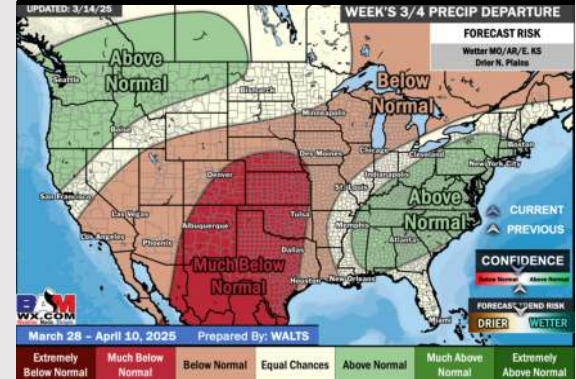 UPDATED: 3/14/25
WEEK'S 3/4 PRECIP DEPARTURE
FORECAST RISK
Wetter MO/AR/E. KS
Drier N. Plains
Above
Normal
Seattle
Bismarck
Below
Normal
Minneapolis
Boise
Boston
Des Moines
Chicago
Cleveland
New York City
Denver
Indianapolis
San Francisco
St. Louis
Above
Normal
Las Vegas
Tulsa
CURRENT
Albuquerque
Memphis
PREVIOUS
Los Angeles
Phoenix
Atlanta
Dallas
Much Below
Normal
CONFIDENCE
Below Normal Above Normal
Houston
New Orleans
BAM
WX.COM
FORECAST TREND RISK
DRIER WETTER
Miami
March 28 – April 10, 2025 Prepared By: WALTS
Extremely
Below Normal
Much Below
Normal
Below Normal
Equal Chances
Above Normal
Much Above
Normal
Extremely
Above Normal